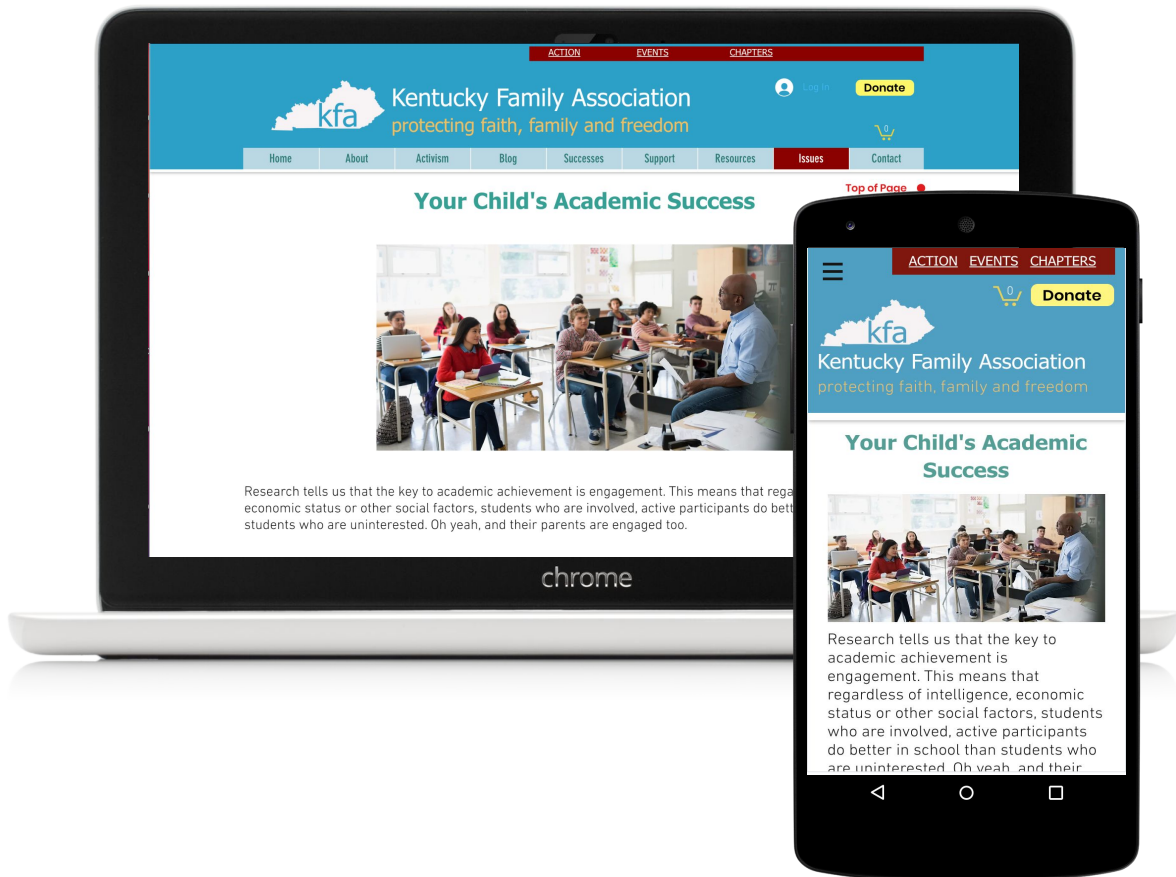 ACTION EVENTS CHAPTERS
kfa
Kentucky Family Association
protecting faith, family and freedom
Log In
Donate
0
Home About Activism Blog Successes Support Resources Issues Contact
Top of Page
Your Child's Academic Success
Research tells us that the key to academic achievement is engagement. This means that rega
economic status or other social factors, students who are involved, active participants do bett
students who are uninterested. Oh yeah, and their parents are engaged too.
chrome
ACTION EVENTS CHAPTERS
0
Donate
kfa
Kentucky Family Association
protecting faith, family and freedom
Your Child's Academic
Success
Research tells us that the key to
academic achievement is
engagement. This means that
regardless of intelligence, economic
status or other social factors, students
who are involved, active participants
do better in school than students who
are uninterested. Oh yeah, and their